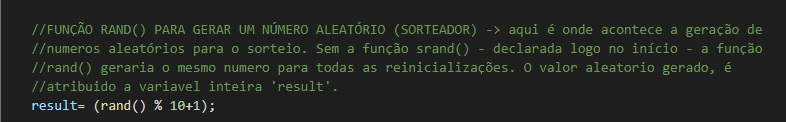 //FUNÇÃO RAND() PARA GERAR UM NÚMERO ALEATÓRIO (SORTEADOR) -> aqui é onde acontece a geração de
//numeros aleatórios para o sorteio. Sem a função srand() - declarada logo no início - a função
//rand() geraria o mesmo numero para todas as reinicializações. O valor aleatorio gerado, é
//atribuido a variavel inteira 'result'.
result= (rand() % 10+1);